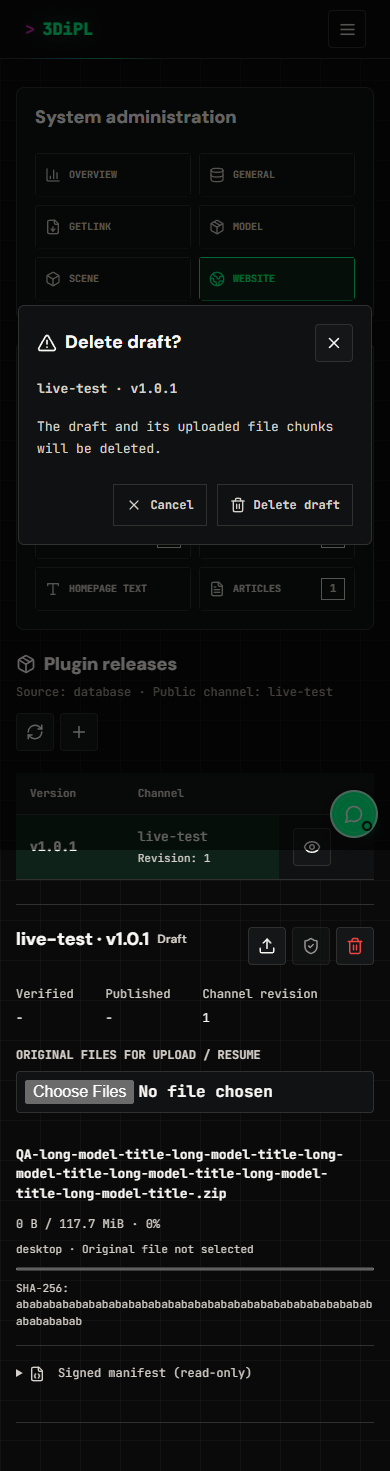 > 3DiPL
System administration
OVERVIEW
GENERAL
GETLINK
MODEL
SCENE
WEBSITE
Delete draft?
live-test · v1.0.1
The draft and its uploaded file chunks
will be deleted.
Cancel
Delete draft
HOMEPAGE TEXT
ARTICLES
1
Plugin releases
Source: database · Public channel: live-test
Version
Channel
v1.0.1
live-test
Revision: 1
live-test · v1.0.1 Draft
Verified
Published
Channel revision
-
-
1
ORIGINAL FILES FOR UPLOAD / RESUME
Choose Files No file chosen
QA-long-model-title-long-model-title-long-
model-title-long-model-title-long-model-
title-long-model-title-.zip
0 B / 117.7 MiB · 0%
desktop · Original file not selected
SHA-256:
abababababababababababababababababababababababababababab
abababab
Signed manifest (read-only)